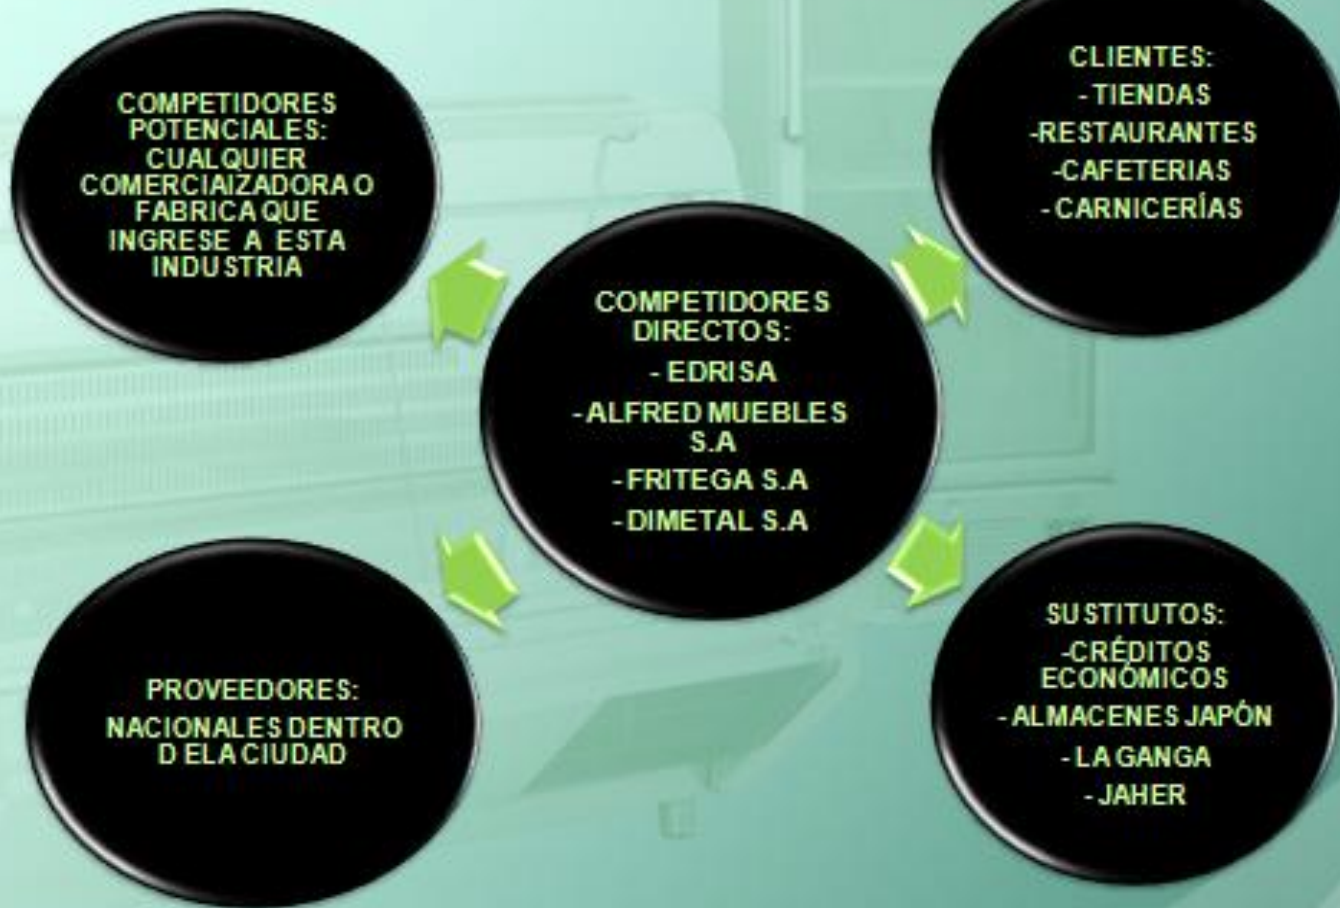 COMPETIDORES
POTENCIALES:
CUALQUIER
COMERCIAIZADORA O
FABRICA QUE
INGRESE A ESTA
INDUSTRIA
CLIENTES:
- TIENDAS
-RESTAURANTES
-CAFETERIAS
- CARNICERÍAS
COMPETIDORES
DIRECTOS:
- EDRISA
- ALFRED MUEBLES
S.A
- FRITEGA S.A
- DIMETAL S.A
PROVEEDORES:
NACIONALES DENTRO
D ELA CIUDAD
SUSTITUTOS:
-CRÉDITOS
ECONÓMICOS
- ALMACENES JAPÓN
- LA GANGA
- JAHER